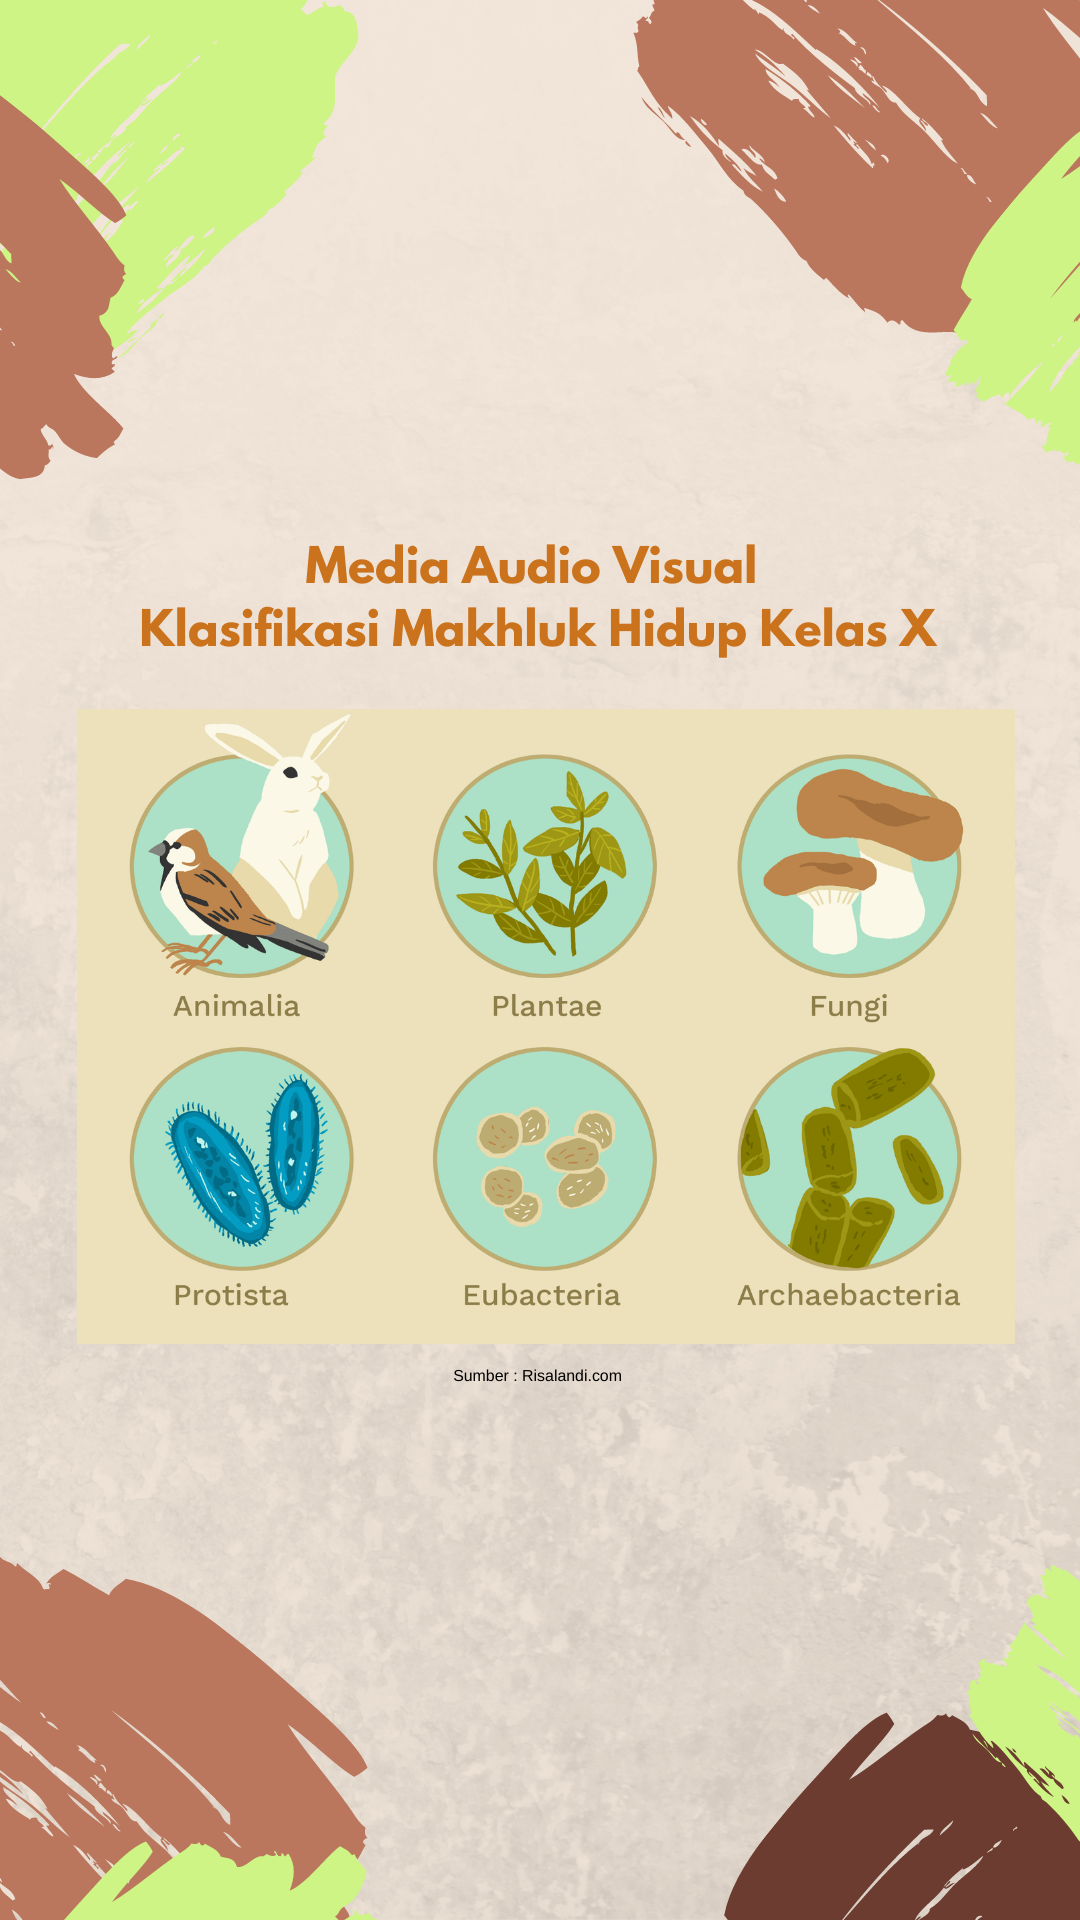 Media Audio Visual
Klasifikasi Makhluk Hidup Kelas X
Animalia
Plantae
Fungi
Protista
Eubacteria
Archaebacteria
Sumber : Risalandi.com